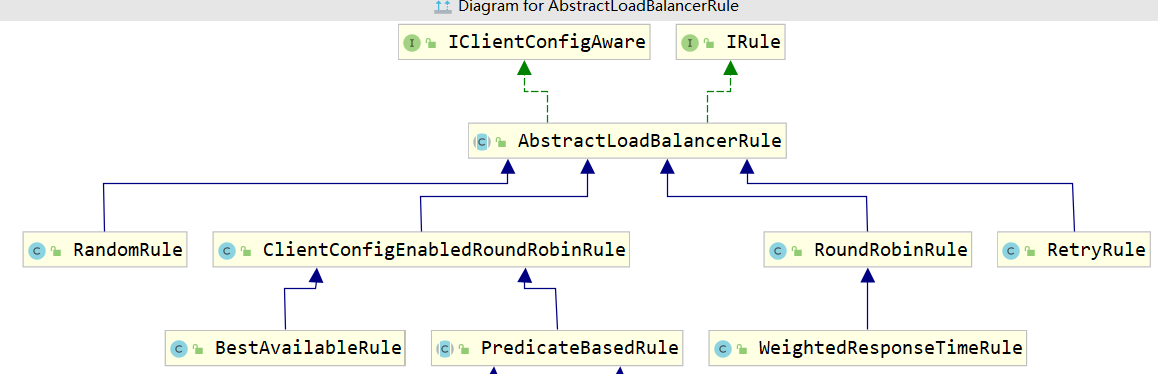 Diagram for AbstractLoadBalancerRule
I IClientConfigAware I IRule
C AbstractLoadBalancerRule
C RandomRule C ClientConfigEnabledRoundRobinRule C RoundRobinRule C RetryRule
C BestAvailableRule C PredicateBasedRule C WeightedResponseTimeRule